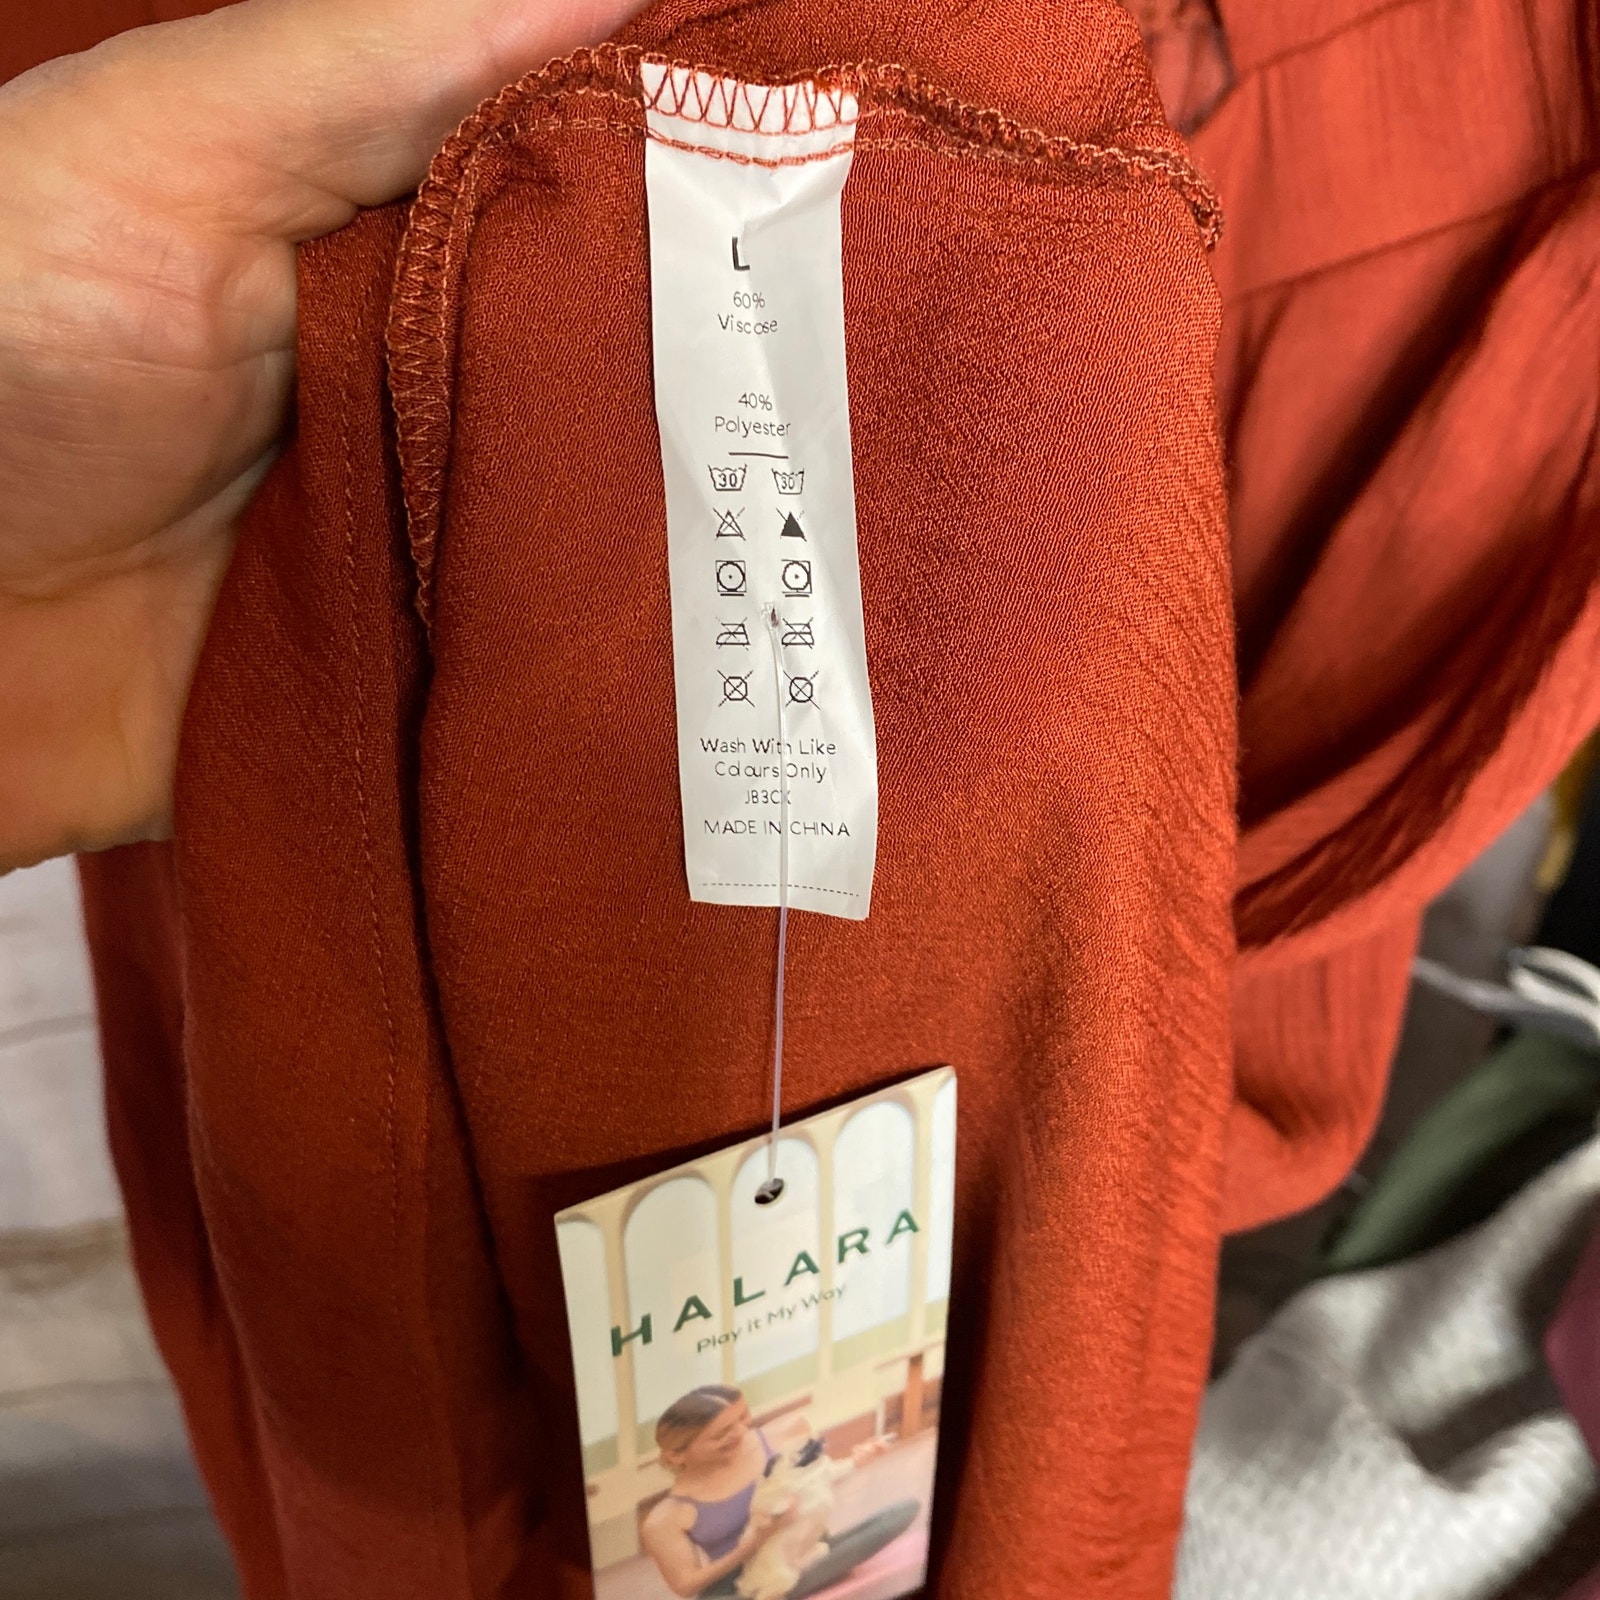 L
60%
Viscose
40%
Polyester
30 30
Wash With Like
Colours Only
JB3CX
MADE IN CHINA
HALARA
Play it My Way